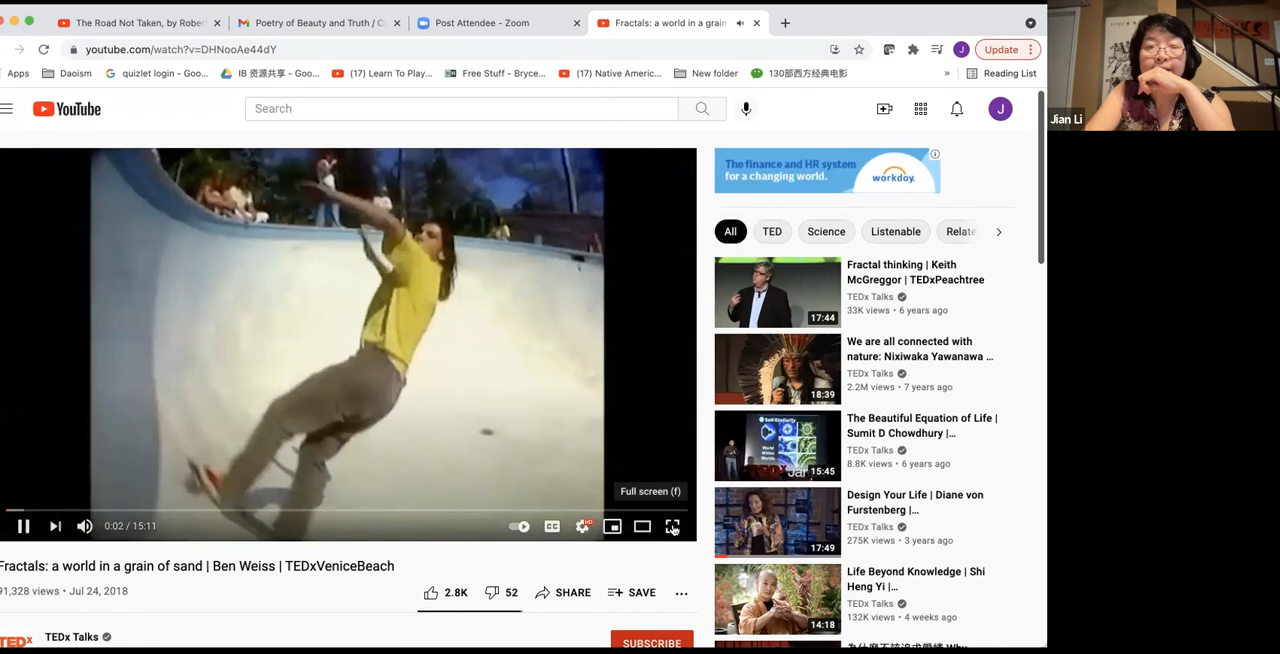 The Road Not Taken, by Rober
Poetry of Beauty and Truth / C
Post Attendee - Zoom
Fractals: a world in a grain
youtube.com/watch?v=DHNooAe44dY
J
Update
Apps
Daoism
quizlet login - Goo...
IB 资源共享 - Goo...
(17) Learn To Play...
Free Stuff - Bryce...
(17) Native Americ...
New folder
130部西方经典电影
»
Reading List
YouTube
Search
J
Jian Li
The finance and HR system
for a changing world.
workday.
All
TED
Science
Listenable
Relate
Fractal thinking | Keith
McGreggor | TEDxPeachtree
TEDx Talks
33K views • 6 years ago
17:44
We are all connected with
nature: Nixiwaka Yawanawa ...
TEDx Talks
2.2M views • 7 years ago
18:39
The Beautiful Equation of Life |
Sumit D Chowdhury |...
TEDx Talks
8.8K views • 6 years ago
15:45
Design Your Life | Diane von
Furstenberg |...
TEDx Talks
275K views • 3 years ago
17:49
Life Beyond Knowledge | Shi
Heng Yi |...
TEDx Talks
132K views • 4 weeks ago
14:18
Full screen (f)
0:02 / 15:11
CC
HD
Fractals: a world in a grain of sand | Ben Weiss | TEDxVeniceBeach
91,328 views • Jul 24, 2018
2.8K
52
SHARE
SAVE
TEDx
TEDx Talks
SUBSCRIBE